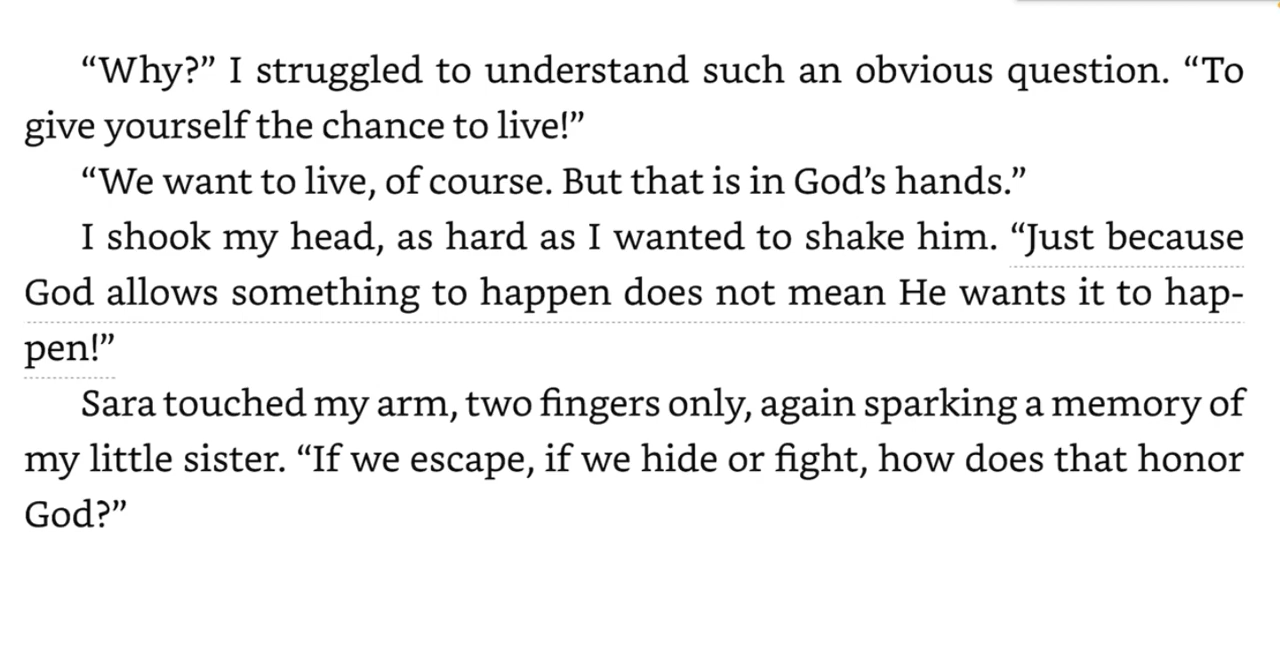 “Why?” I struggled to understand such an obvious question. “To
give yourself the chance to live!”
“We want to live, of course. But that is in God’s hands.”
I shook my head, as hard as I wanted to shake him. “Just because
God allows something to happen does not mean He wants it to hap-
pen!”
Sara touched my arm, two fingers only, again sparking a memory of
my little sister. “If we escape, if we hide or fight, how does that honor
God?”